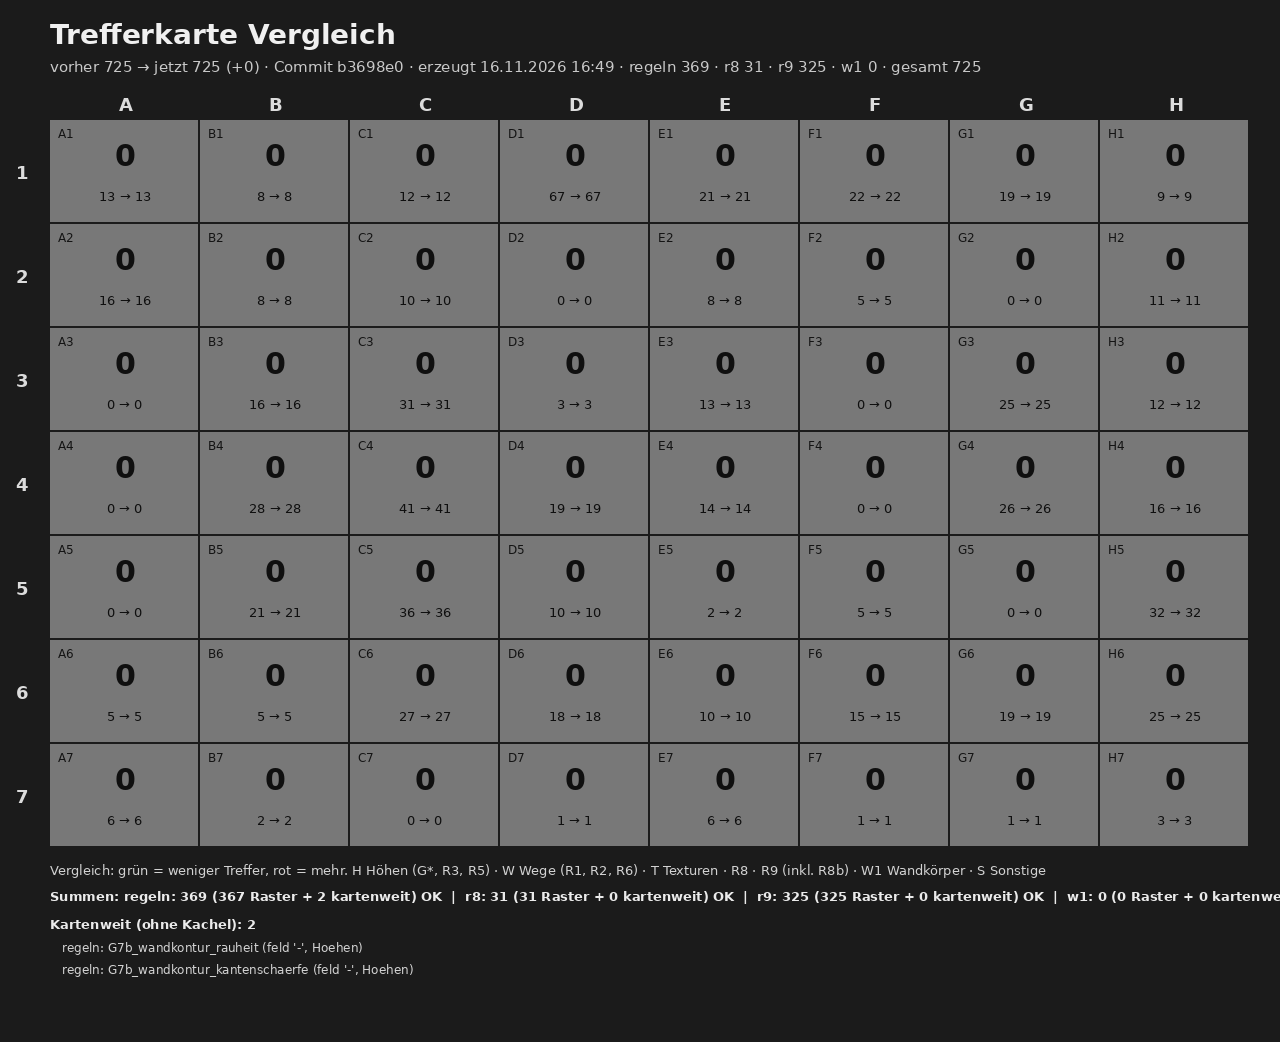 Trefferkarte Vergleich
vorher 725 → jetzt 725 (+0) · Commit b3698e0 · erzeugt 16.11.2026 16:49 · regeln 369 · r8 31 · r9 325 · w1 0 · gesamt 725
A B C D E F G H
A1 B1 C1 D1 E1 F1 G1 H1
0 0 0 0 0 0 0 0
1
13 → 13 8 → 8 12 → 12 67 → 67 21 → 21 22 → 22 19 → 19 9 → 9
A2 B2 C2 D2 E2 F2 G2 H2
0 0 0 0 0 0 0 0
2
16 → 16 8 → 8 10 → 10 0 → 0 8 → 8 5 → 5 0 → 0 11 → 11
A3 B3 C3 D3 E3 F3 G3 H3
0 0 0 0 0 0 0 0
3
0 → 0 16 → 16 31 → 31 3 → 3 13 → 13 0 → 0 25 → 25 12 → 12
A4 B4 C4 D4 E4 F4 G4 H4
0 0 0 0 0 0 0 0
4
0 → 0 28 → 28 41 → 41 19 → 19 14 → 14 0 → 0 26 → 26 16 → 16
A5 B5 C5 D5 E5 F5 G5 H5
0 0 0 0 0 0 0 0
5
0 → 0 21 → 21 36 → 36 10 → 10 2 → 2 5 → 5 0 → 0 32 → 32
A6 B6 C6 D6 E6 F6 G6 H6
0 0 0 0 0 0 0 0
6
5 → 5 5 → 5 27 → 27 18 → 18 10 → 10 15 → 15 19 → 19 25 → 25
A7 B7 C7 D7 E7 F7 G7 H7
0 0 0 0 0 0 0 0
7
6 → 6 2 → 2 0 → 0 1 → 1 6 → 6 1 → 1 1 → 1 3 → 3
Vergleich: grün = weniger Treffer, rot = mehr. H Höhen (G*, R3, R5) · W Wege (R1, R2, R6) · T Texturen · R8 · R9 (inkl. R8b) · W1 Wandkörper · S Sonstige
Summen: regeln: 369 (367 Raster + 2 kartenweit) OK | r8: 31 (31 Raster + 0 kartenweit) OK | r9: 325 (325 Raster + 0 kartenweit) OK | w1: 0 (0 Raster + 0 kartenwe
Kartenweit (ohne Kachel): 2
regeln: G7b_wandkontur_rauheit (feld '-', Hoehen)
regeln: G7b_wandkontur_kantenschaerfe (feld '-', Hoehen)